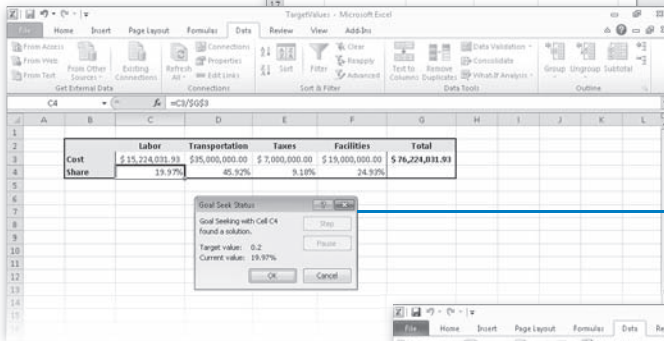 TargetValues - Microsoft Excel
File Home Insert Page Layout Formulas Data Review View Add-Ins
From Access
From Web
From Text
From Other Sources
Existing Connections
Refresh All
Connections
Properties
Edit Links
Sort
Filter
Clear
Reapply
Advanced
Text to Columns
Remove Duplicates
Data Validation
Consolidate
What-If Analysis
Group Ungroup Subtotal
Get External Data Connections Sort & Filter Data Tools Outline
C4 fx =C3/$G$3
A B C D E F G H I J K L
1
2 Labor Transportation Taxes Facilities Total
3 Cost $ 15,224,031.93 $35,000,000.00 $ 7,000,000.00 $ 19,000,000.00 $ 76,224,031.93
4 Share 19.97% 45.92% 9.18% 24.93%
5
6
7
8
9
10
11
12
13
14
15
Goal Seek Status
Goal Seeking with Cell C4
found a solution.
Target value: 0.2
Current value: 19.97%
Step
Pause
OK Cancel
File Home Insert Page Layout Formulas Data Re